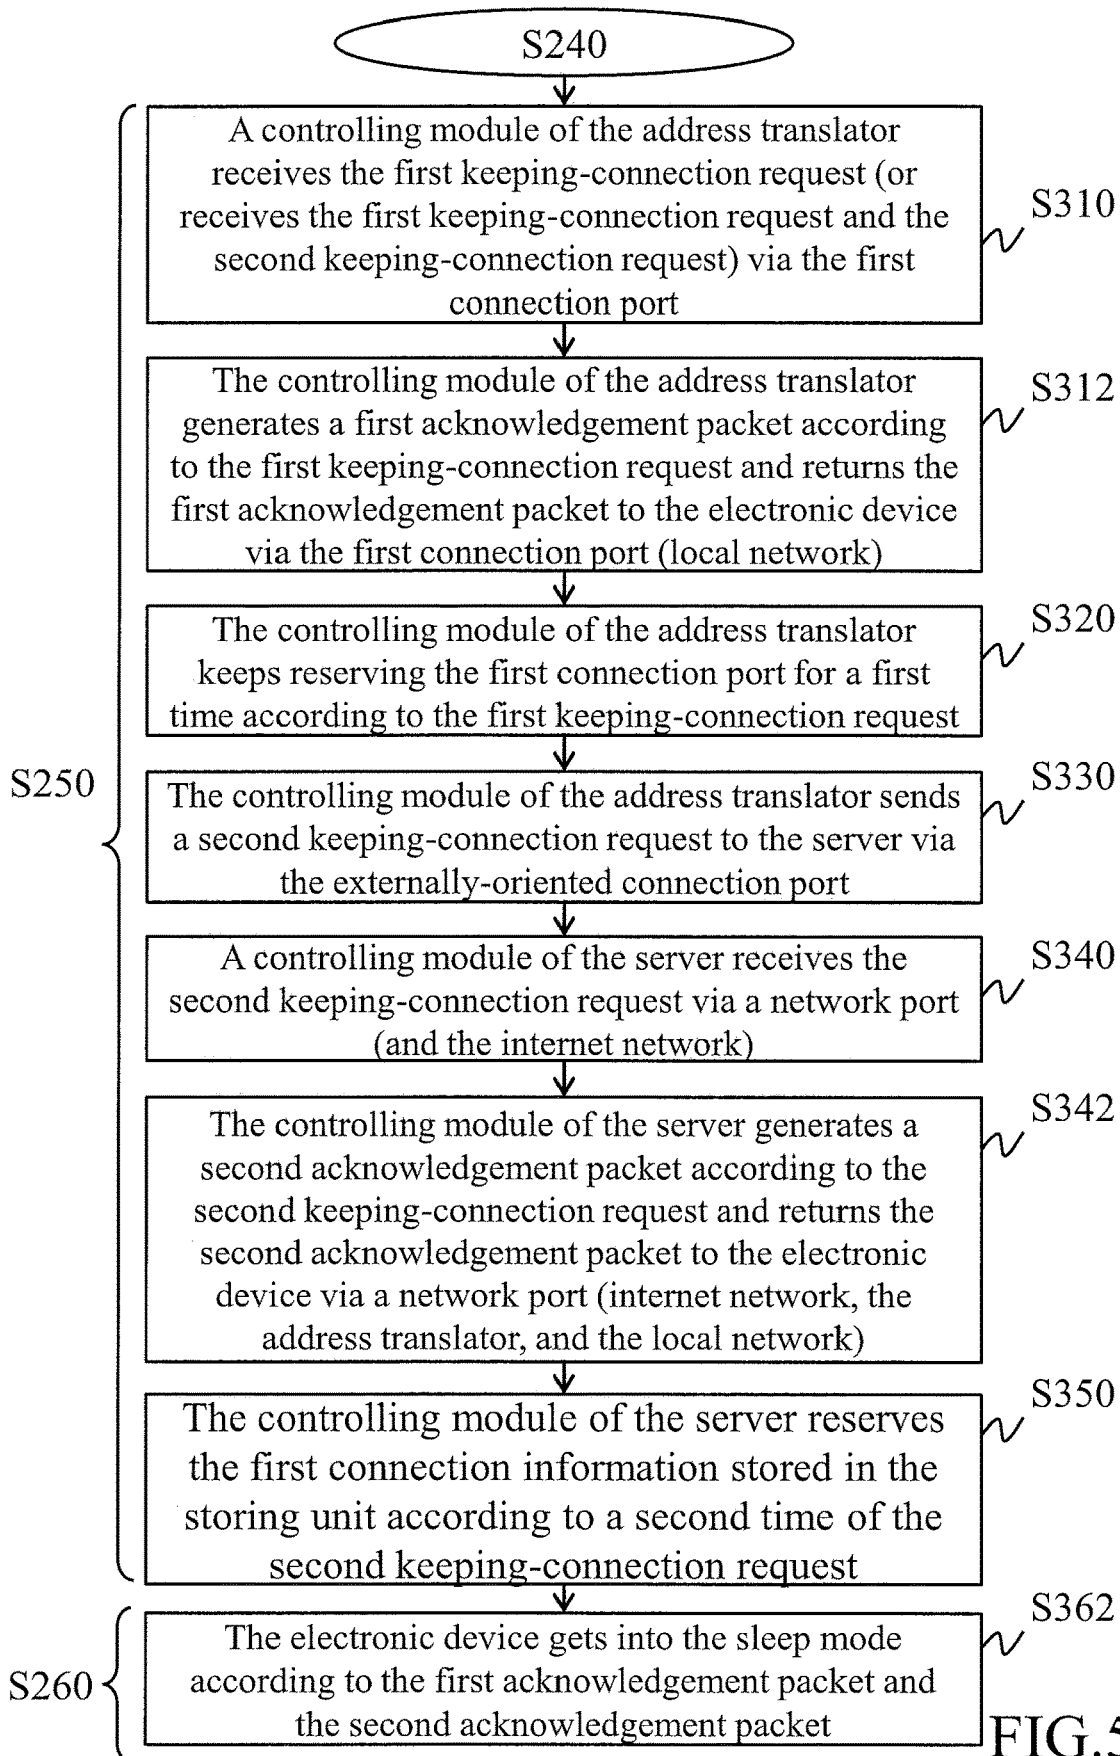 S240
A controlling module of the address translator
receives the first keeping-connection request (or
receives the first keeping-connection request and the
second keeping-connection request) via the first
connection port
S310
The controlling module of the address translator
generates a first acknowledgement packet according
to the first keeping-connection request and returns the
first acknowledgement packet to the electronic device
via the first connection port (local network)
S312
The controlling module of the address translator
keeps reserving the first connection port for a first
time according to the first keeping-connection request
S320
S250
The controlling module of the address translator sends
a second keeping-connection request to the server via
the externally-oriented connection port
S330
A controlling module of the server receives the
second keeping-connection request via a network port
(and the internet network)
S340
The controlling module of the server generates a
second acknowledgement packet according to the
second keeping-connection request and returns the
second acknowledgement packet to the electronic
device via a network port (internet network, the
address translator, and the local network)
S342
The controlling module of the server reserves
the first connection information stored in the
storing unit according to a second time of the
second keeping-connection request
S350
S260
The electronic device gets into the sleep mode
according to the first acknowledgement packet and
the second acknowledgement packet
S362
FIG.5